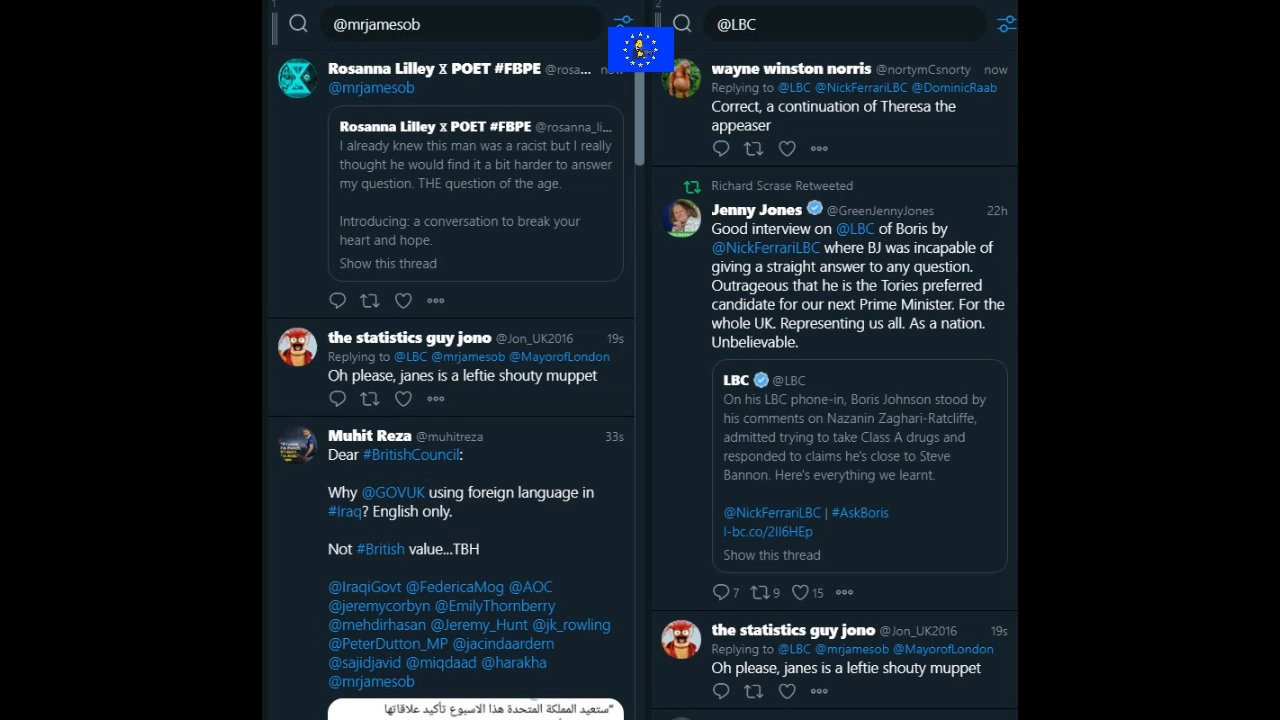 1
@mrjamesob
Rosanna Lilley ⴵ POET #FBPE @rosa... now
@mrjamesob
Rosanna Lilley ⴵ POET #FBPE @rosanna_li...
I already knew this man was a racist but I really
thought he would find it a bit harder to answer
my question. THE question of the age.
Introducing: a conversation to break your
heart and hope.
Show this thread
the statistics guy jono @Jon_UK2016 19s
Replying to @LBC @mrjamesob @MayorofLondon
Oh please, janes is a leftie shouty muppet
Muhit Reza @muhitreza 33s
Dear #BritishCouncil:
Why @GOVUK using foreign language in
#Iraq? English only.
Not #British value...TBH
@IraqiGovt @FedericaMog @AOC
@jeremycorbyn @EmilyThornberry
@mehdirhasan @Jeremy_Hunt @jk_rowling
@PeterDutton_MP @jacindaardern
@sajidjavid @miqdaad @harakha
@mrjamesob
"ستعيد المملكة المتحدة هذا الاسبوع تأكيد علاقاتها
2
@LBC
wayne winston norris @nortymCsnorty now
Replying to @LBC @NickFerrariLBC @DominicRaab
Correct, a continuation of Theresa the
appeaser
Richard Scrase Retweeted
Jenny Jones @GreenJennyJones 22h
Good interview on @LBC of Boris by
@NickFerrariLBC where BJ was incapable of
giving a straight answer to any question.
Outrageous that he is the Tories preferred
candidate for our next Prime Minister. For the
whole UK. Representing us all. As a nation.
Unbelievable.
LBC @LBC
On his LBC phone-in, Boris Johnson stood by
his comments on Nazanin Zaghari-Ratcliffe,
admitted trying to take Class A drugs and
responded to claims he's close to Steve
Bannon. Here's everything we learnt.
@NickFerrariLBC | #AskBoris
l-bc.co/2II6HEp
Show this thread
7 9 15
the statistics guy jono @Jon_UK2016 19s
Replying to @LBC @mrjamesob @MayorofLondon
Oh please, janes is a leftie shouty muppet